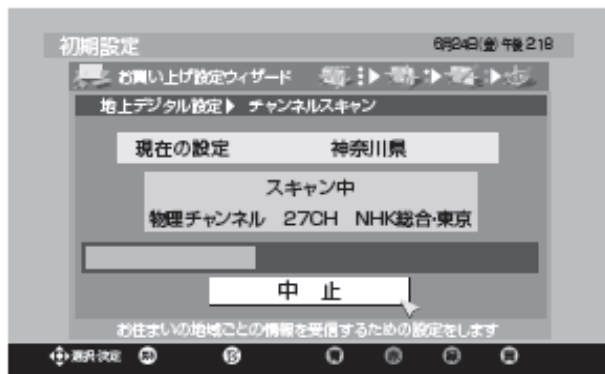 初期設定 6月24日(金)午後 2:18
お買い上げ設定ウィザード
地上デジタル設定▶ チャンネルスキャン
現在の設定 神奈川県
スキャン中
物理チャンネル 27CH NHK総合・東京
中 止
お住まいの地域ごとの情報を受信するための設定をします
選択・決定